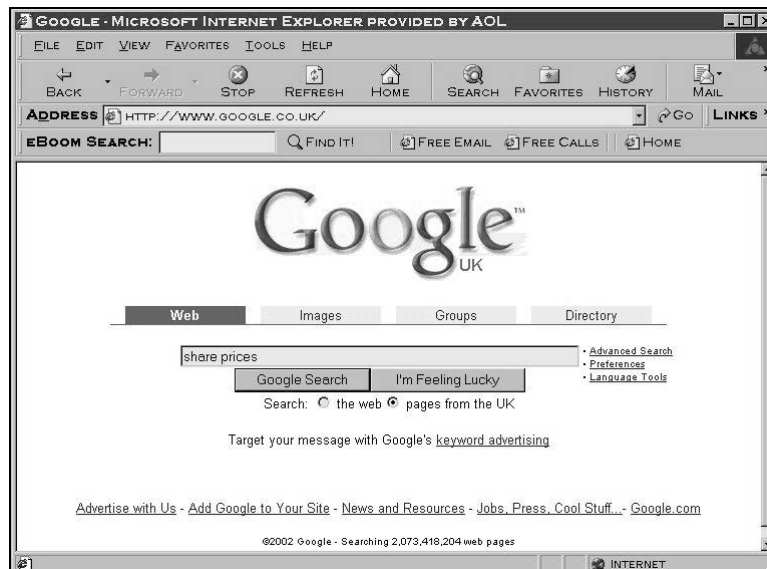 GOOGLE - MICROSOFT INTERNET EXPLORER PROVIDED BY AOL
FILE EDIT VIEW FAVORITES TOOLS HELP
BACK FORWARD STOP REFRESH HOME SEARCH FAVORITES HISTORY MAIL
ADDRESS HTTP://WWW.GOOGLE.CO.UK/ GO LINKS
EBOOM SEARCH: FIND IT! FREE EMAIL FREE CALLS HOME
Google™
UK
Web Images Groups Directory
share prices
• Advanced Search
• Preferences
• Language Tools
Google Search I'm Feeling Lucky
Search: the web pages from the UK
Target your message with Google's keyword advertising
Advertise with Us - Add Google to Your Site - News and Resources - Jobs, Press, Cool Stuff...- Google.com
©2002 Google - Searching 2,073,418,204 web pages
INTERNET